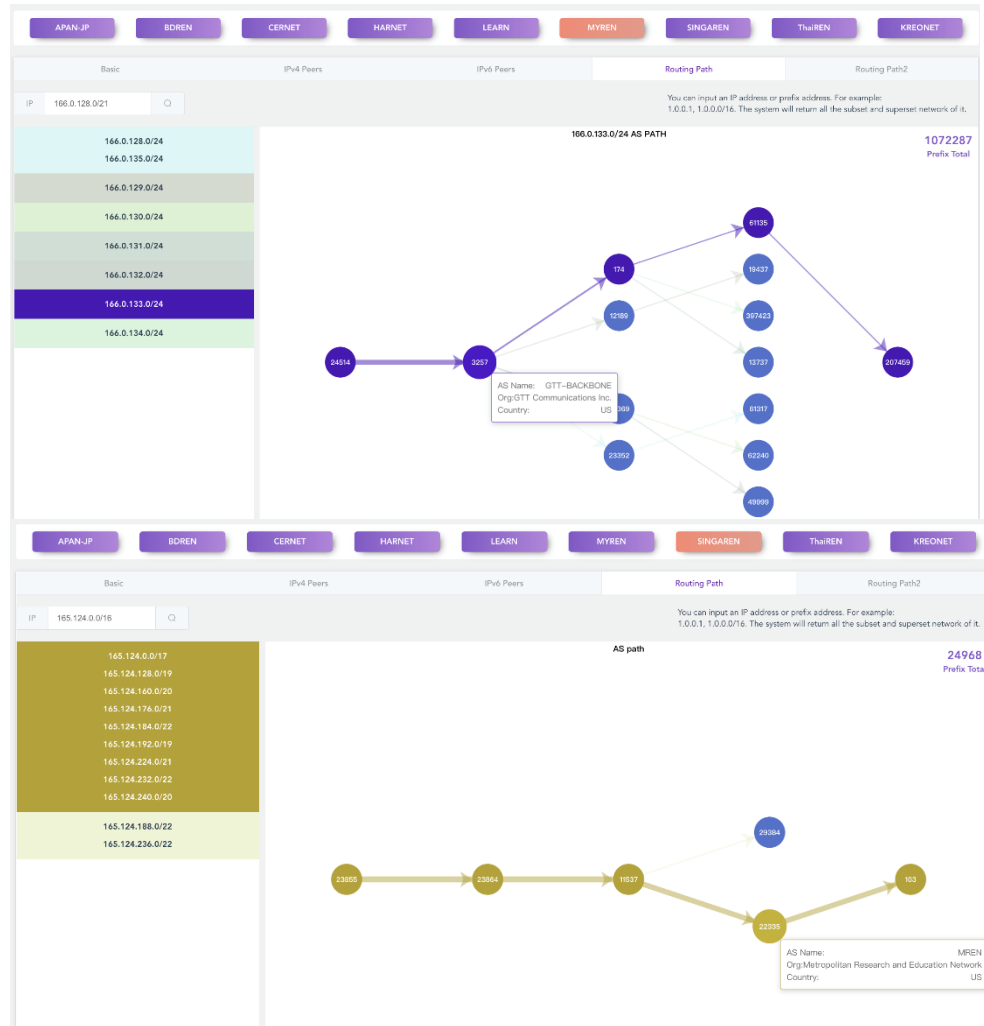 APAN-JP BDREN CERNET HARNET LEARN MYREN SINGAREN ThaiREN KREONET
Basic IPv4 Peers IPv6 Peers Routing Path Routing Path2
IP 166.0.128.0/21
You can input an IP address or prefix address. For example:
1.0.0.1, 1.0.0.0/16. The system will return all the subset and superset network of it.
166.0.133.0/24 AS PATH
1072287
Prefix Total
166.0.128.0/24
166.0.135.0/24
166.0.129.0/24
166.0.130.0/24
166.0.131.0/24
166.0.132.0/24
166.0.133.0/24
166.0.134.0/24
61135
174
19437
12189
397423
24514
3257
13737
207459
AS Name: GTT-BACKBONE
Org:GTT Communications Inc.
Country: US
369
81317
23352
62240
49999
APAN-JP BDREN CERNET HARNET LEARN MYREN SINGAREN ThaiREN KREONET
Basic IPv4 Peers IPv6 Peers Routing Path Routing Path2
IP 165.124.0.0/16
You can input an IP address or prefix address. For example:
1.0.0.1, 1.0.0.0/16. The system will return all the subset and superset network of it.
AS path
24968
Prefix Tota
165.124.0.0/17
165.124.128.0/19
165.124.160.0/20
165.124.176.0/21
165.124.184.0/22
165.124.192.0/19
165.124.224.0/21
165.124.232.0/22
165.124.240.0/20
165.124.188.0/22
165.124.236.0/22
29384
23855
23864
11537
103
22335
AS Name: MREN
Org:Metropolitan Research and Education Network
Country: US